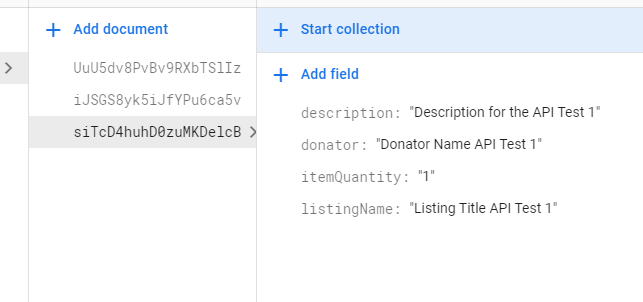 Add document
UuU5dv8PvBv9RXbTSlIz
iJSGS8yk5iJfYPu6ca5v
siTcD4huhD0zuMKDelcB
Start collection
Add field
description: "Description for the API Test 1"
donator: "Donator Name API Test 1"
itemQuantity: "1"
listingName: "Listing Title API Test 1"